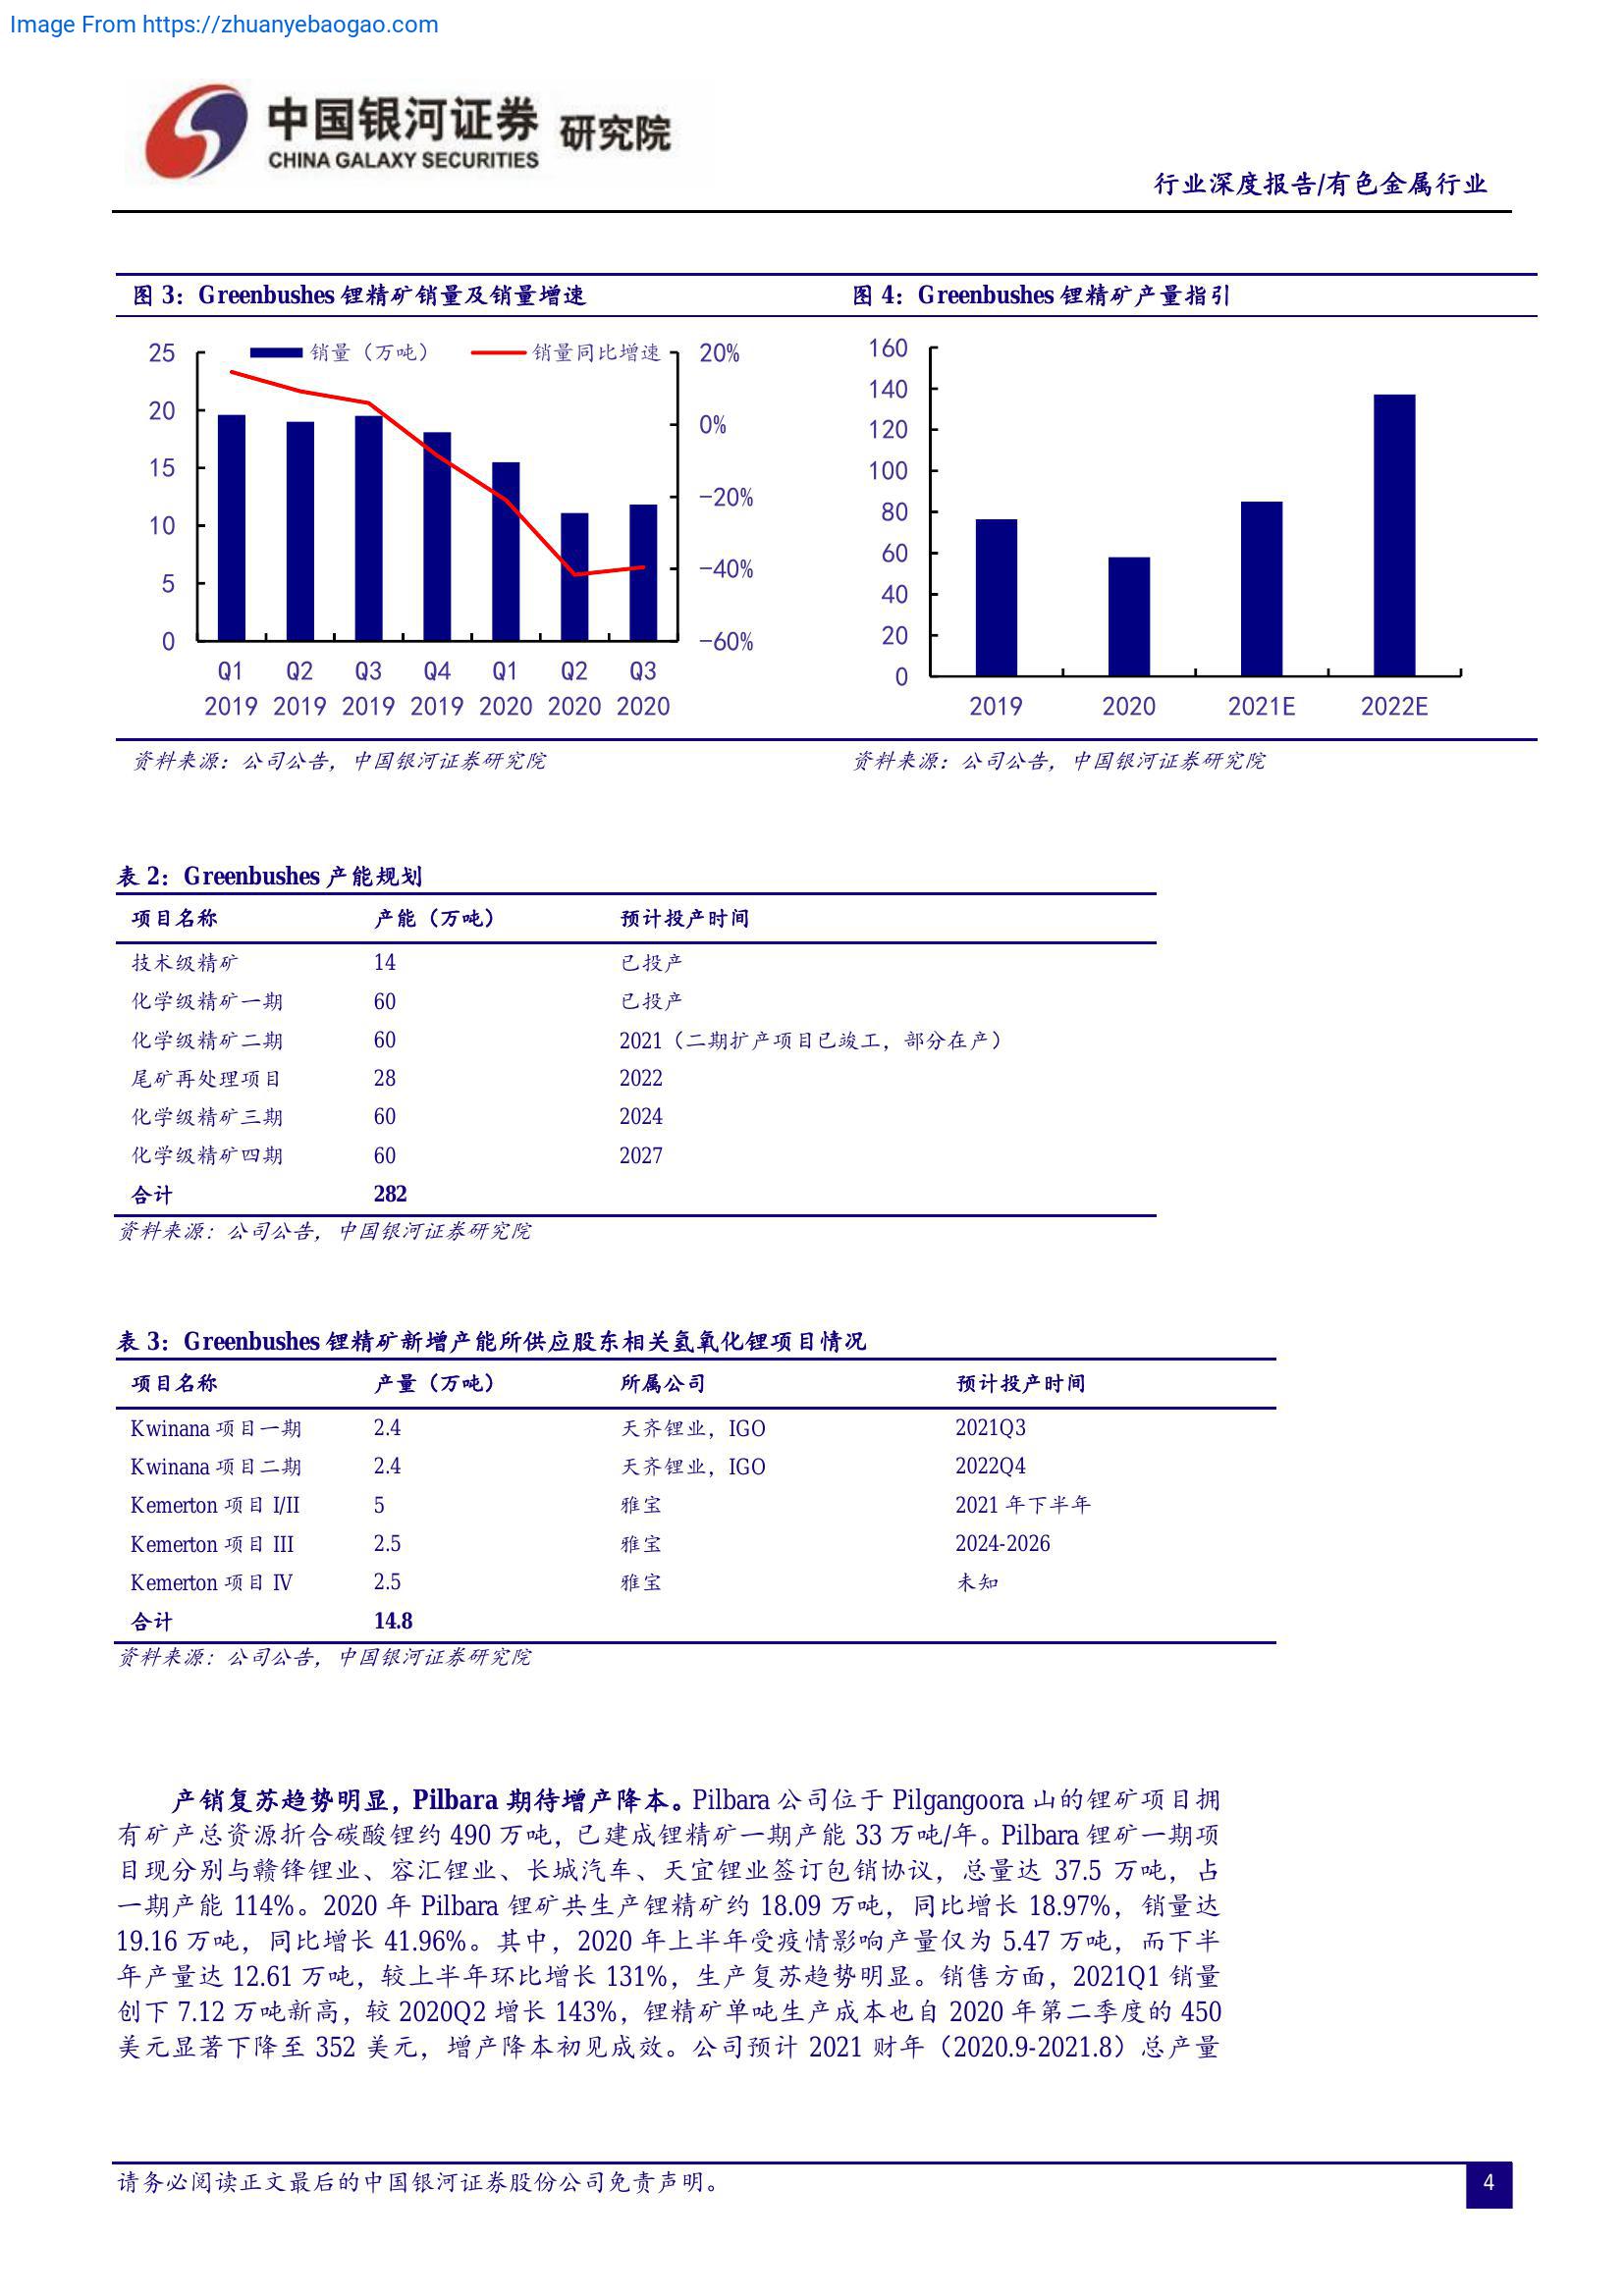 Image From https://zhuanyebaogao.com
中国银河证券 研究院
CHINA GALAXY SECURITIES
行业深度报告/有色金属行业
图 3：Greenbushes 锂精矿销量及销量增速
25
20
15
10
5
0
销量（万吨）
销量同比增速
20%
0%
-20%
-40%
-60%
Q1 Q2 Q3 Q4 Q1 Q2 Q3
2019 2019 2019 2019 2020 2020 2020
资料来源：公司公告，中国银河证券研究院
图 4：Greenbushes 锂精矿产量指引
160
140
120
100
80
60
40
20
0
2019 2020 2021E 2022E
资料来源：公司公告，中国银河证券研究院
表 2：Greenbushes 产能规划
项目名称 产能（万吨） 预计投产时间
技术级精矿 14 已投产
化学级精矿一期 60 已投产
化学级精矿二期 60 2021（二期扩产项目已竣工，部分在产）
尾矿再处理项目 28 2022
化学级精矿三期 60 2024
化学级精矿四期 60 2027
合计 282
资料来源：公司公告，中国银河证券研究院
表 3：Greenbushes 锂精矿新增产能所供应股东相关氢氧化锂项目情况
项目名称 产量（万吨） 所属公司 预计投产时间
Kwinana 项目一期 2.4 天齐锂业，IGO 2021Q3
Kwinana 项目二期 2.4 天齐锂业，IGO 2022Q4
Kemerton 项目 I/II 5 雅宝 2021 年下半年
Kemerton 项目 III 2.5 雅宝 2024-2026
Kemerton 项目 IV 2.5 雅宝 未知
合计 14.8
资料来源：公司公告，中国银河证券研究院
产销复苏趋势明显，Pilbara 期待增产降本。Pilbara 公司位于 Pilgangoora 山的锂矿项目拥
有矿产总资源折合碳酸锂约 490 万吨，已建成锂精矿一期产能 33 万吨/年。Pilbara 锂矿一期项
目现分别与赣锋锂业、容汇锂业、长城汽车、天宜锂业签订包销协议，总量达 37.5 万吨，占
一期产能 114%。2020 年 Pilbara 锂矿共生产锂精矿约 18.09 万吨，同比增长 18.97%，销量达
19.16 万吨，同比增长 41.96%。其中，2020 年上半年受疫情影响产量仅为 5.47 万吨，而下半
年产量达 12.61 万吨，较上半年环比增长 131%，生产复苏趋势明显。销售方面，2021Q1 销量
创下 7.12 万吨新高，较 2020Q2 增长 143%，锂精矿单吨生产成本也自 2020 年第二季度的 450
美元显著下降至 352 美元，增产降本初见成效。公司预计 2021 财年（2020.9-2021.8）总产量
请务必阅读正文最后的中国银河证券股份公司免责声明。
4